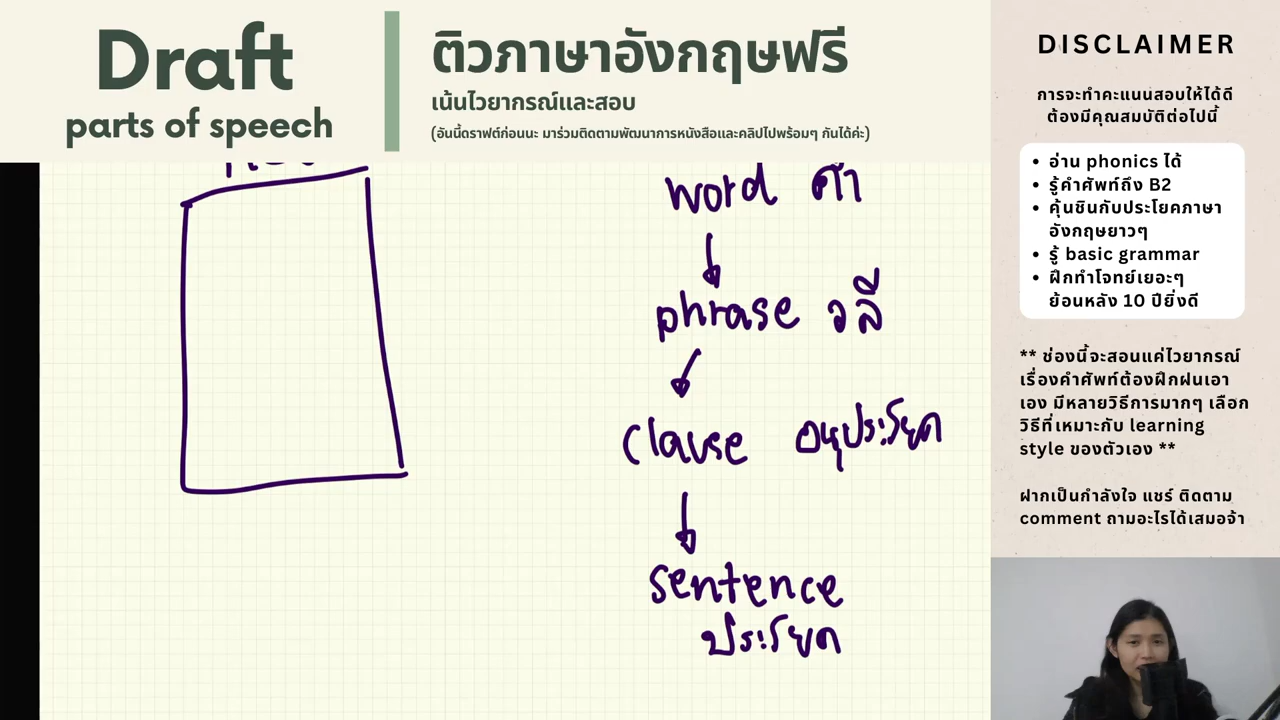 Draft
parts of speech
ติวภาษาอังกฤษฟรี
เน้นไวยากรณ์และสอบ
(อันนี้ดราฟต์ก่อนนะ มาร่วมติดตามพัฒนาการหนังสือและคลิปไปพร้อมๆ กันได้ค่ะ)
word คำ
phrase วลี
clause อนุประโยค
sentence
ประโยค
DISCLAIMER
การจะทำคะแนนสอบให้ได้ดี
ต้องมีคุณสมบัติต่อไปนี้
• อ่าน phonics ได้
• รู้คำศัพท์ถึง B2
• คุ้นชินกับประโยคภาษา
อังกฤษยาวๆ
• รู้ basic grammar
• ฝึกทำโจทย์เยอะๆ
ย้อนหลัง 10 ปียิ่งดี
** ช่องนี้จะสอนแค่ไวยากรณ์
เรื่องคำศัพท์ต้องฝึกฝนเอา
เอง มีหลายวิธีการมากๆ เลือก
วิธีที่เหมาะกับ learning
style ของตัวเอง **
ฝากเป็นกำลังใจ แชร์ ติดตาม
comment ถามอะไรได้เสมอจ้า